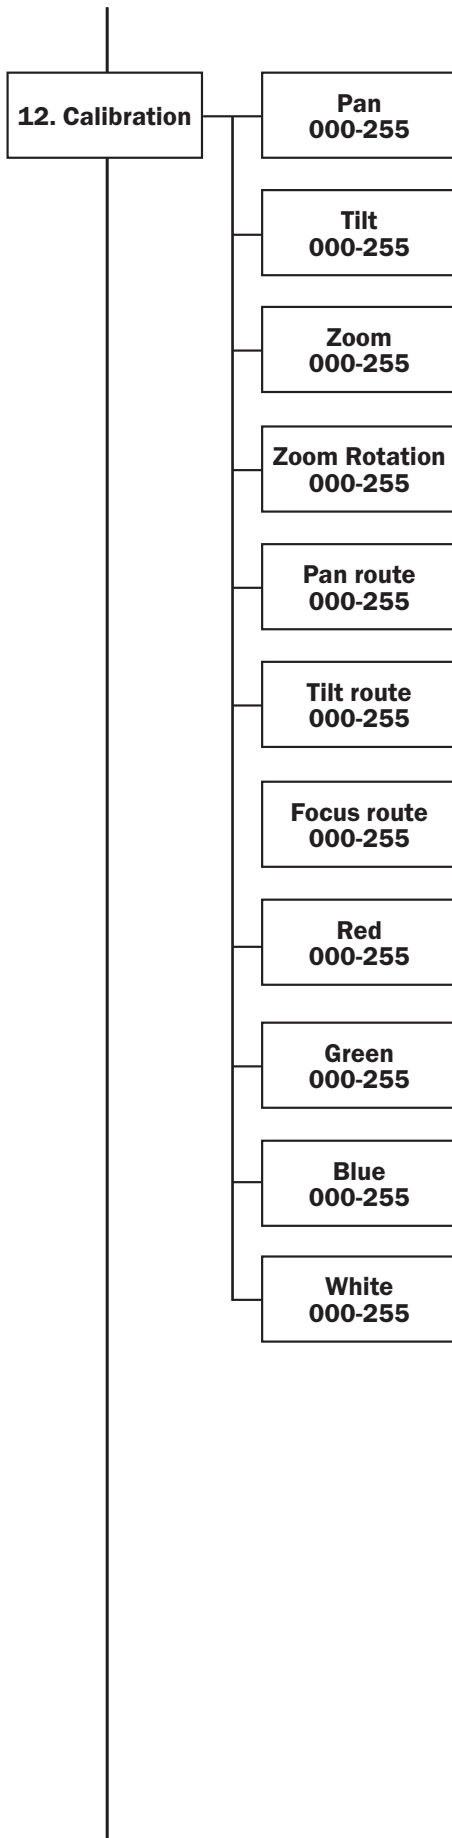 12. Calibration
Pan
000-255
Tilt
000-255
Zoom
000-255
Zoom Rotation
000-255
Pan route
000-255
Tilt route
000-255
Focus route
000-255
Red
000-255
Green
000-255
Blue
000-255
White
000-255